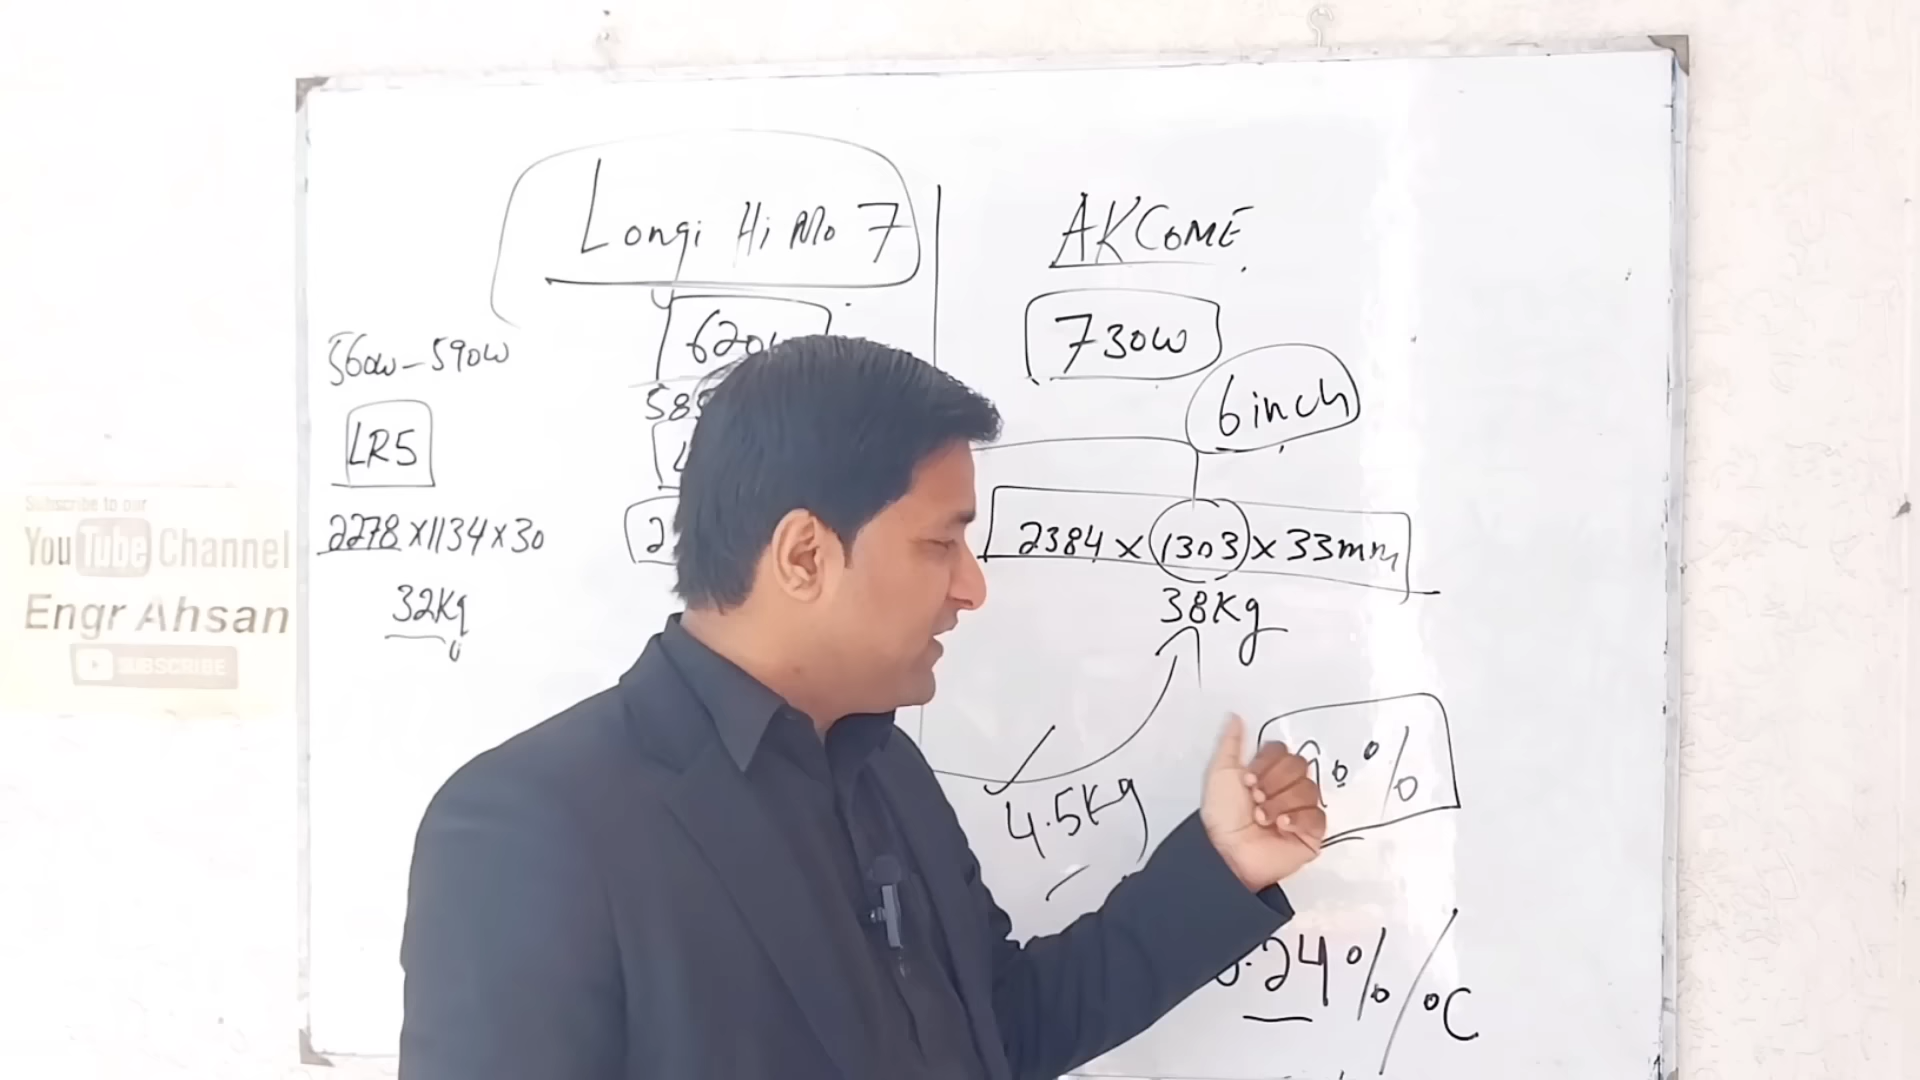 Longi Hi Mo 7
AKCOME
560w-590w
730w
6inch
LR5
2278x1134x30
2384 x 1303 x 33mm
32Kg
38Kg
4.5Kg
.24%/°C
Subscribe to our
YouTube Channel
Engr Ahsan
SUBSCRIBE